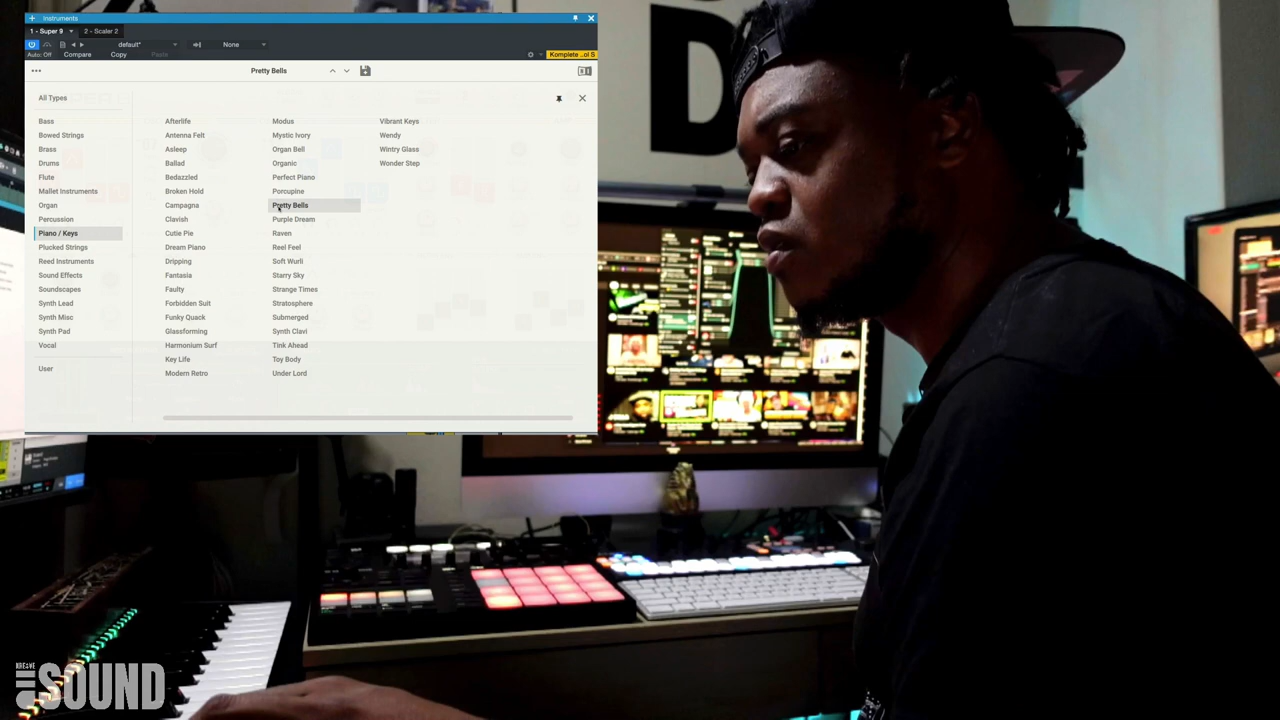 Instruments
1 - Super 9
2 - Scaler 2
default*
None
Auto: Off
Compare
Copy
Paste
Komplete ..ol S
Pretty Bells
All Types
Bass
Bowed Strings
Brass
Drums
Flute
Mallet Instruments
Organ
Percussion
Piano / Keys
Plucked Strings
Reed Instruments
Sound Effects
Soundscapes
Synth Lead
Synth Misc
Synth Pad
Vocal
User
Afterlife
Antenna Felt
Asleep
Ballad
Bedazzled
Broken Hold
Campagna
Clavish
Cutie Pie
Dream Piano
Dripping
Fantasia
Faulty
Forbidden Suit
Funky Quack
Glassforming
Harmonium Surf
Key Life
Modern Retro
Modus
Mystic Ivory
Organ Bell
Organic
Perfect Piano
Porcupine
Pretty Bells
Purple Dream
Raven
Reel Feel
Soft Wurli
Starry Sky
Strange Times
Stratosphere
Submerged
Synth Clavi
Tink Ahead
Toy Body
Under Lord
Vibrant Keys
Wendy
Wintry Glass
Wonder Step
D
SOUND